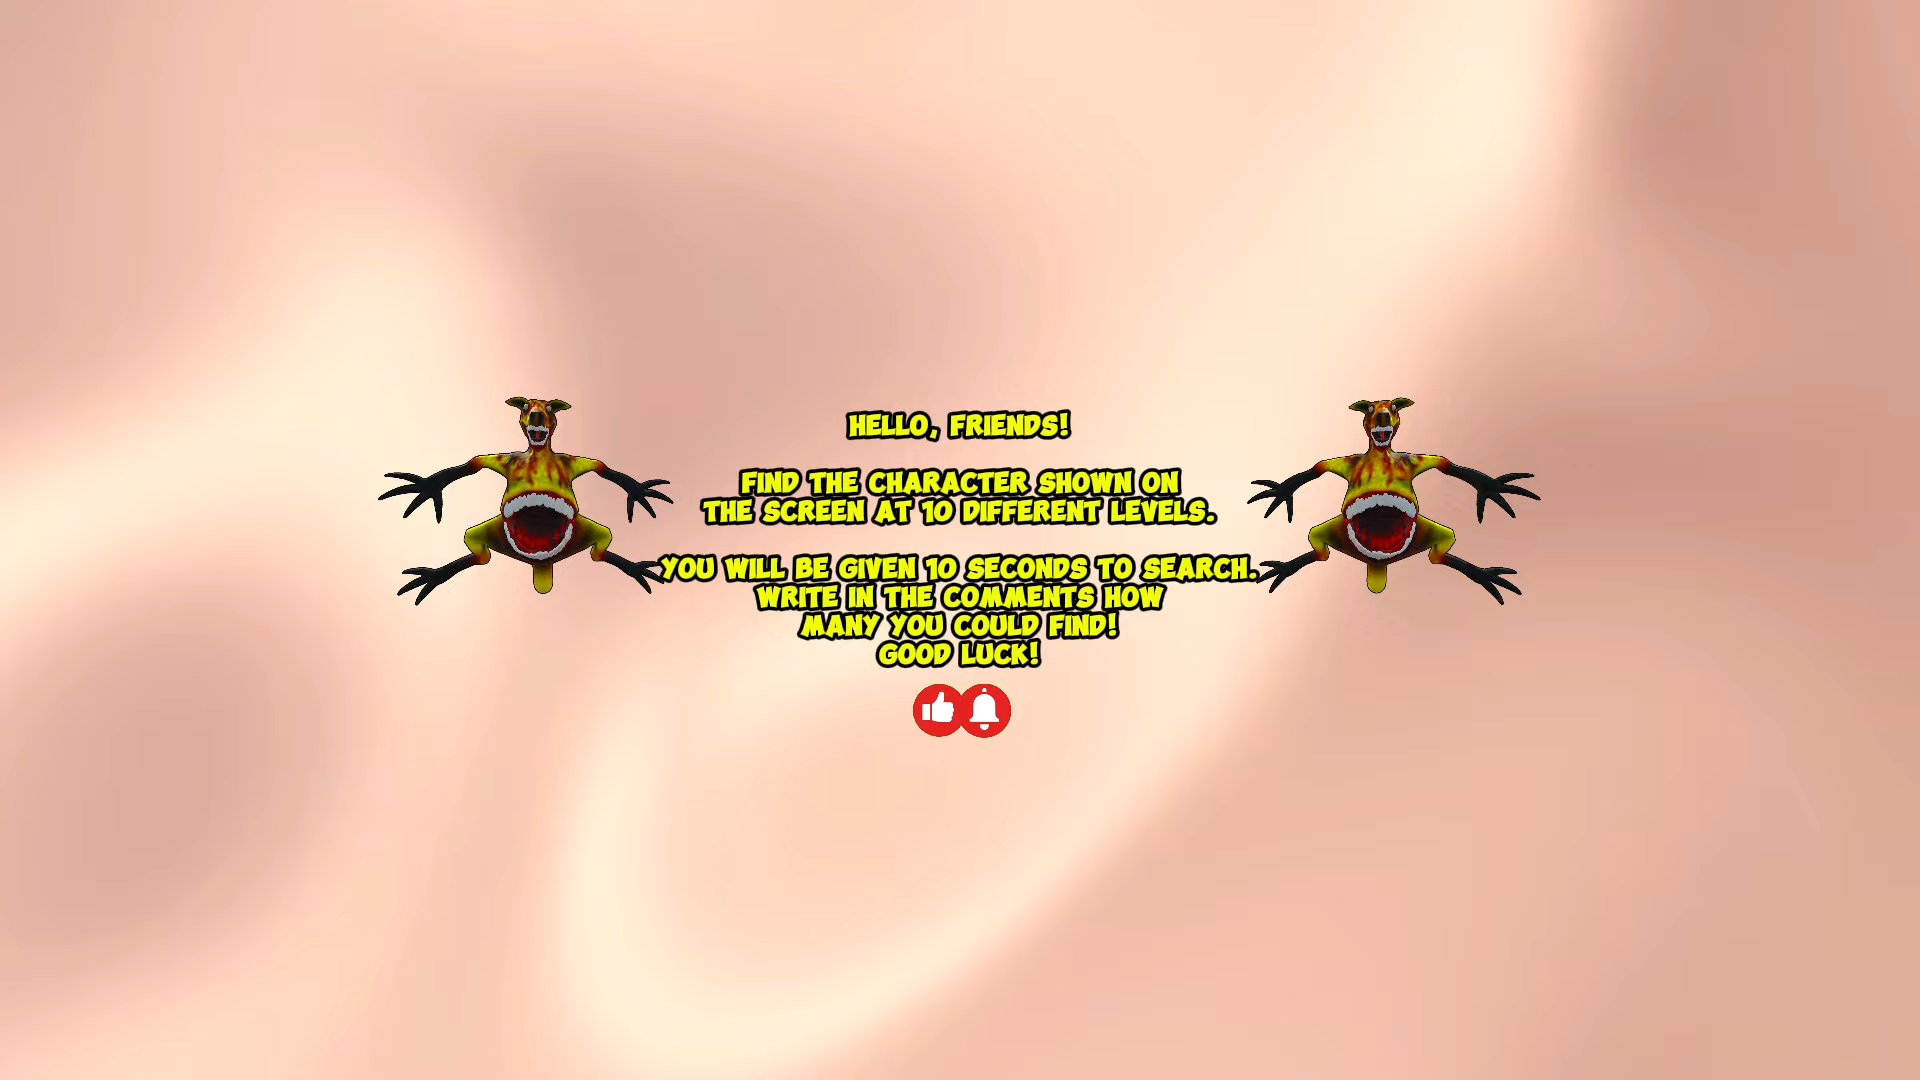 HELLO, FRIENDS!
FIND THE CHARACTER SHOWN ON
THE SCREEN AT 10 DIFFERENT LEVELS.
YOU WILL BE GIVEN 10 SECONDS TO SEARCH.
WRITE IN THE COMMENTS HOW
MANY YOU COULD FIND!
GOOD LUCK!